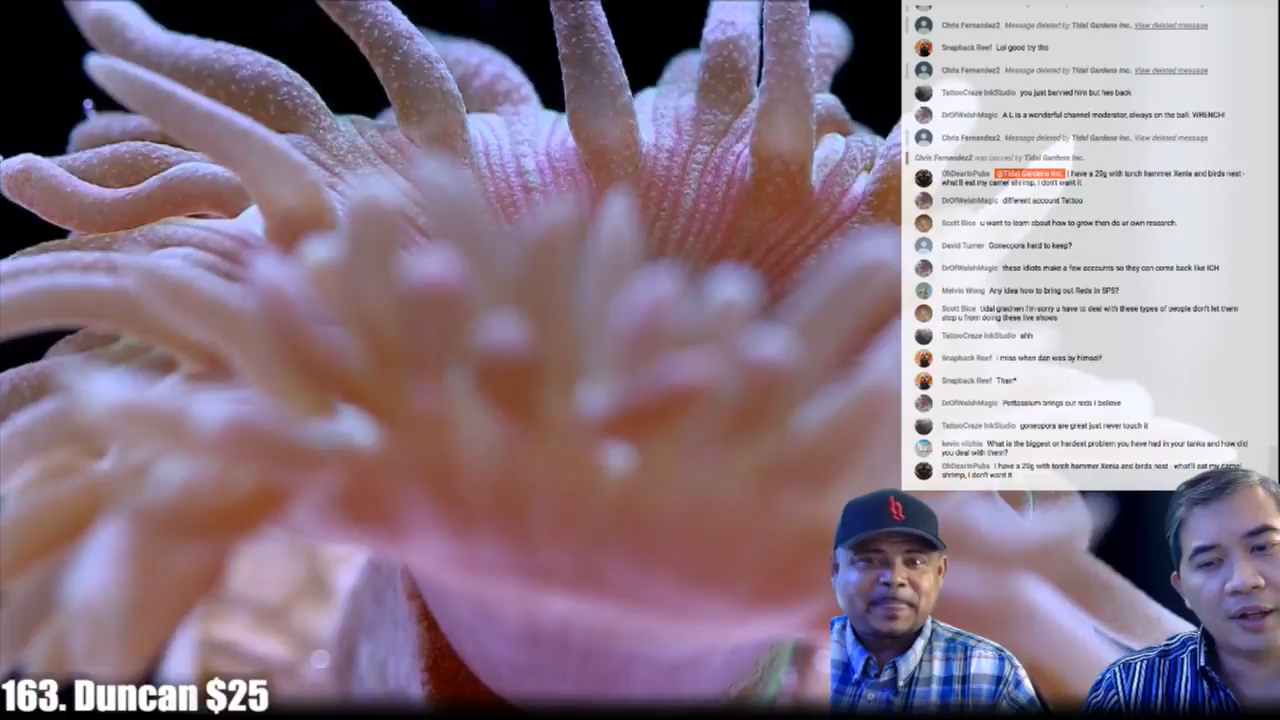 Chris Fernandez2 Message deleted by Tidal Gardens Inc. View deleted message
Snapback Reef Lol good try tho
Chris Fernandez2 Message deleted by Tidal Gardens Inc. View deleted message
TattooCraze InkStudio you just banned him but hes back
DrOfWelshMagic A L is a wonderful channel moderator, always on the ball. WRENCH!
Chris Fernandez2 Message deleted by Tidal Gardens Inc. View deleted message
Chris Fernandez2 was banned by Tidal Gardens Inc.
OhDearInPubs @Tidal Gardens Inc. I have a 20g with torch hammer Xenia and birds nest -
what'll eat my camel shrimp, I don't want it
DrOfWelshMagic different account Tattoo
Scott Bice u want to learn about how to grow then do ur own research.
David Turner Goneopora hard to keep?
DrOfWelshMagic these idiots make a few accounts so they can come back like ICH
Melvin Wong Any idea how to bring out Reds in SPS?
Scott Bice tidal gradnen I'm sorry u have to deal with these types of people don't let them
stop u from doing these live shows
TattooCraze InkStudio ahh
Snapback Reef I miss when dan was by himself
Snapback Reef Than*
DrOfWelshMagic Pottassium brings out reds I believe
TattooCraze InkStudio goneopora are great just never touch it
kevin vilchis What is the biggest or hardest problem you have had in your tanks and how did
you deal with them?
OhDearInPubs I have a 20g with torch hammer Xenia and birds nest - what'll eat my camel
shrimp, I don't want it
163. Duncan $25